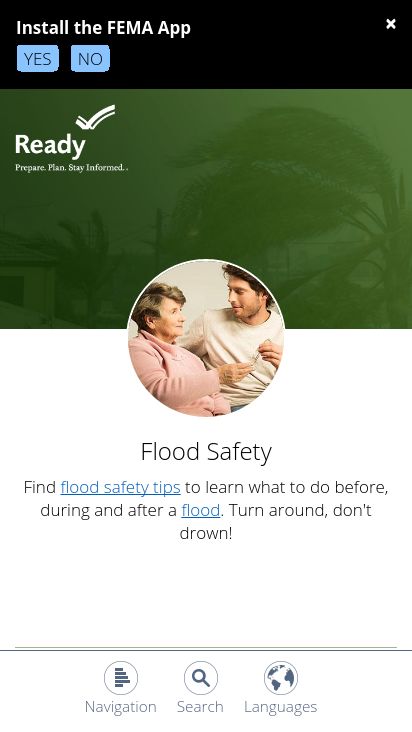 Install the FEMA App
×
YES NO
Ready
Prepare. Plan. Stay Informed.
Flood Safety
Find flood safety tips to learn what to do before,
during and after a flood. Turn around, don't
drown!
Navigation Search Languages